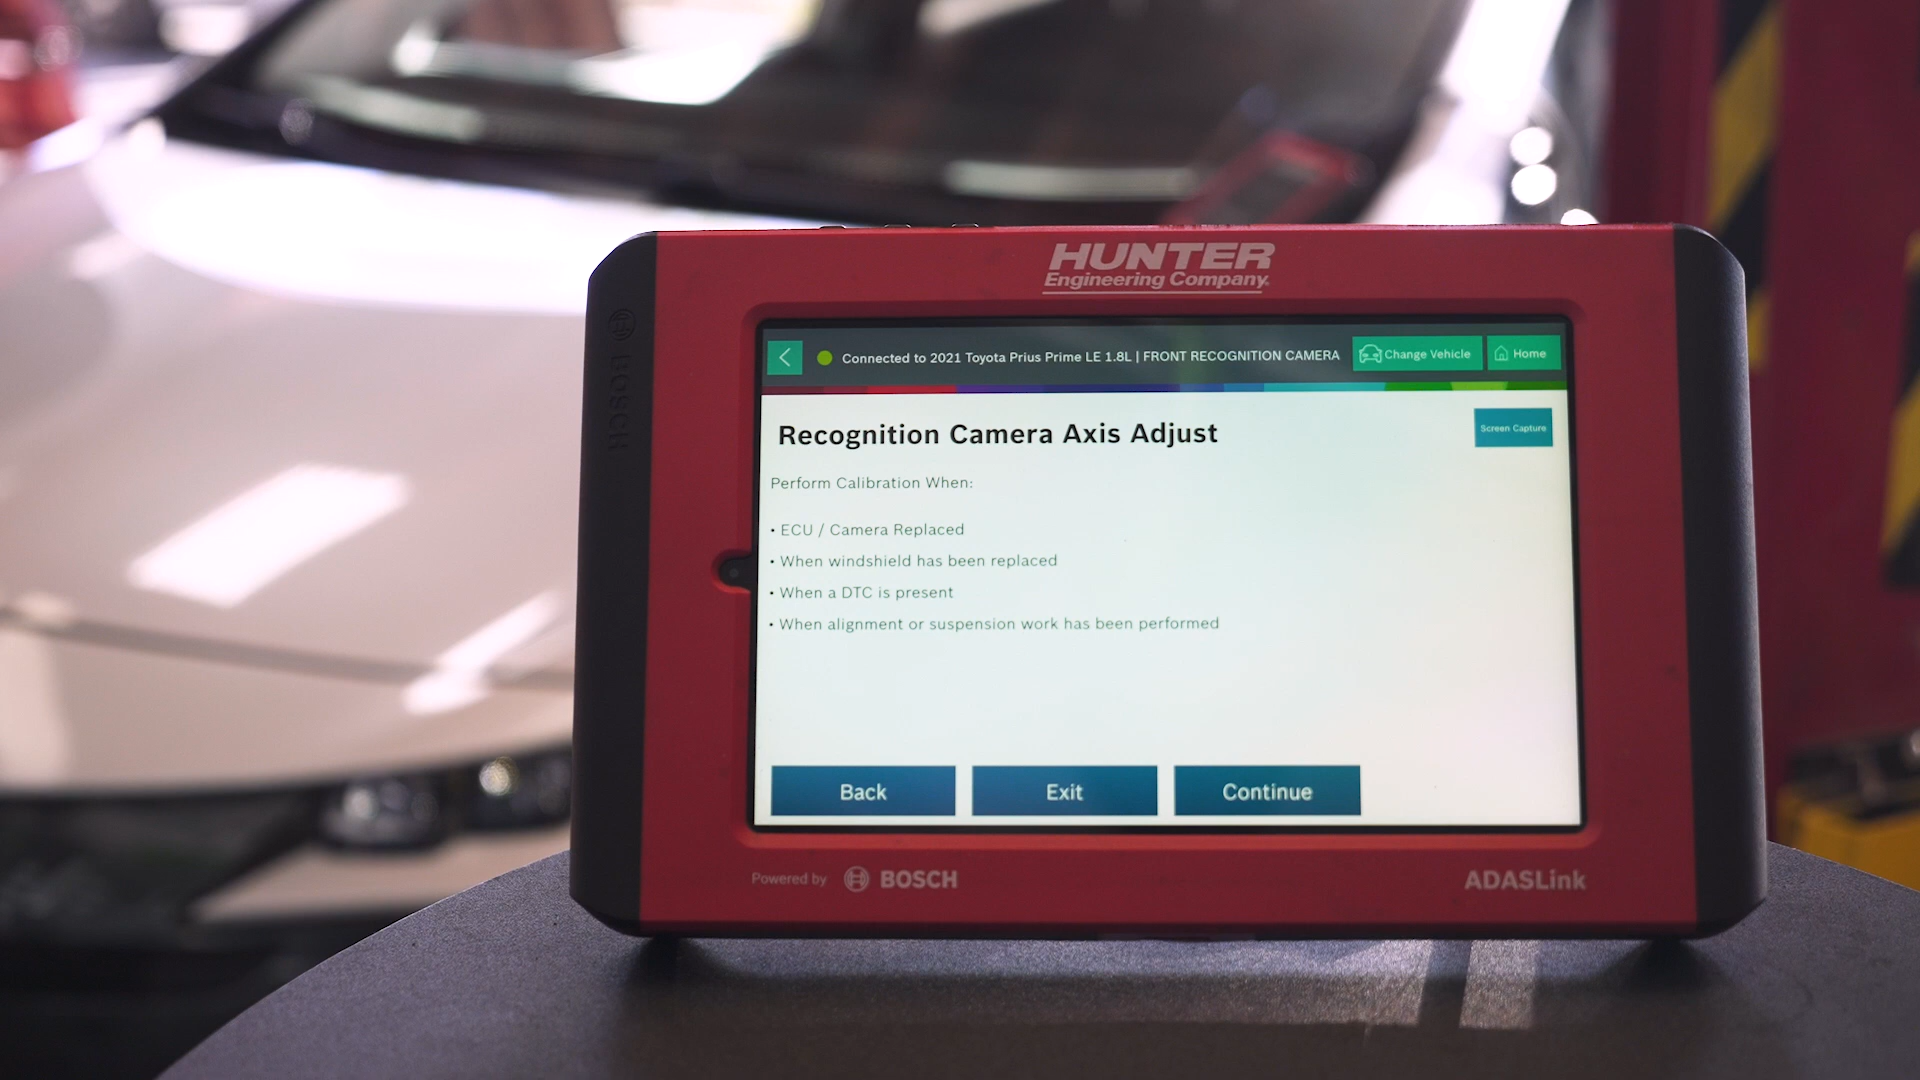 HUNTER
Engineering Company
BOSCH
Connected to 2021 Toyota Prius Prime LE 1.8L | FRONT RECOGNITION CAMERA
Change Vehicle
Home
Recognition Camera Axis Adjust
Screen Capture
Perform Calibration When:
• ECU / Camera Replaced
• When windshield has been replaced
• When a DTC is present
• When alignment or suspension work has been performed
Back
Exit
Continue
Powered by BOSCH
ADASLink